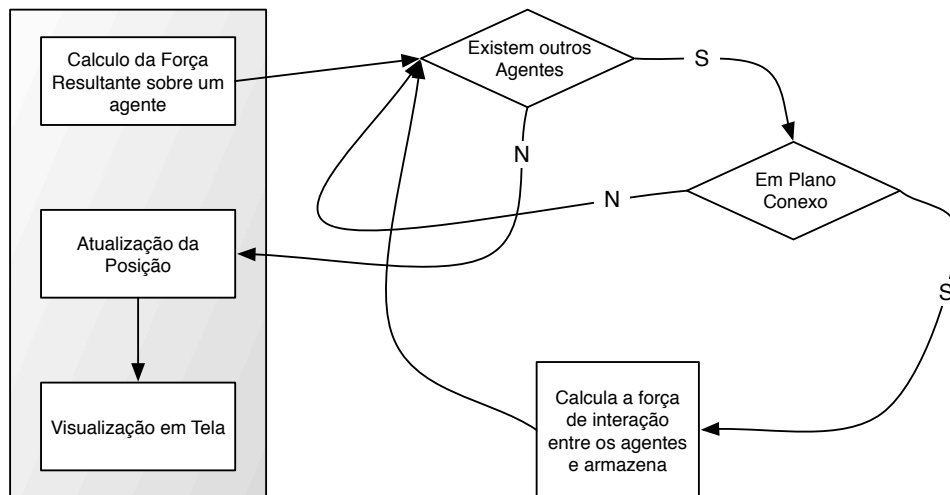 Calculo da Força
Resultante sobre um
agente
Existem outros
Agentes
S
N
Em Plano
Conexo
N
Atualização da
Posição
S
Visualização em Tela
Calcula a força
de interação
entre os agentes
e armazena